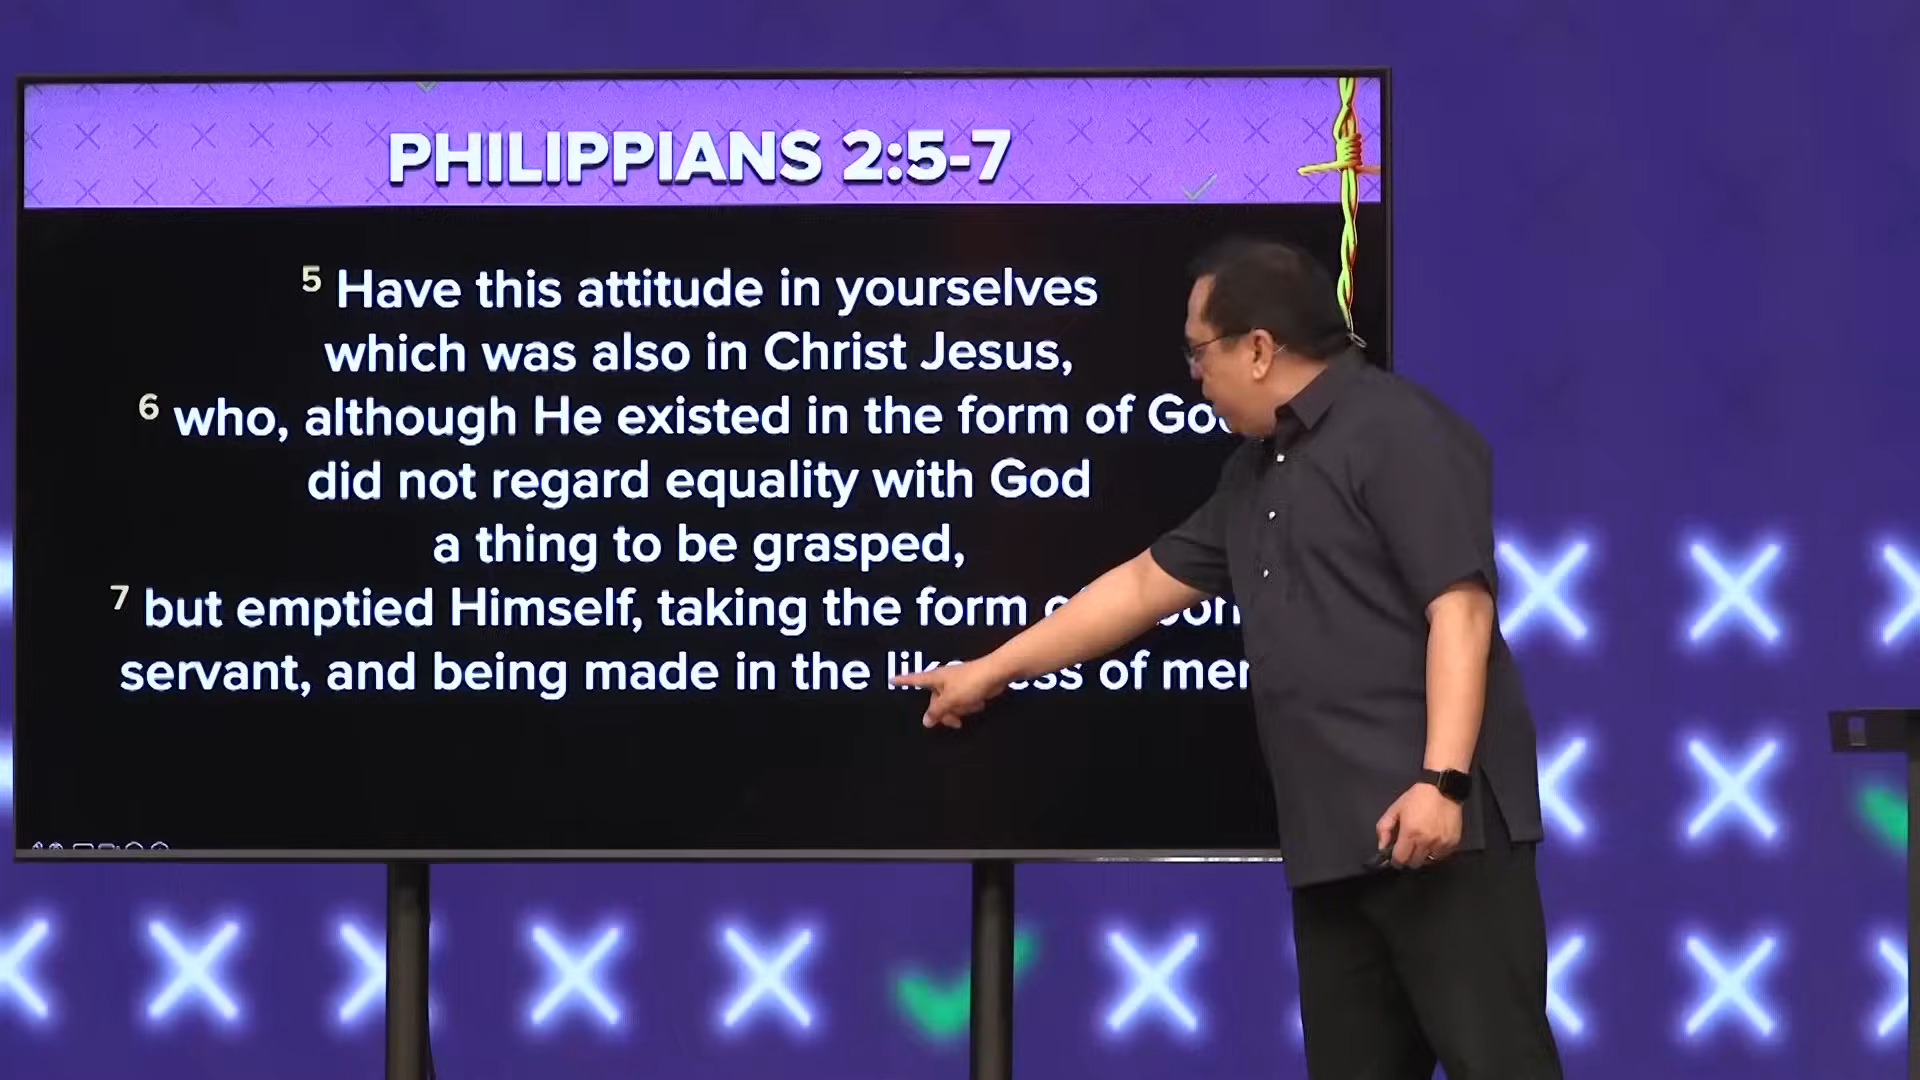 PHILIPPIANS 2:5-7
5 Have this attitude in yourselves
which was also in Christ Jesus,
6 who, although He existed in the form of
did not regard equality with God
a thing to be grasped,
7 but emptied Himself, taking the form
servant, and being made in the of